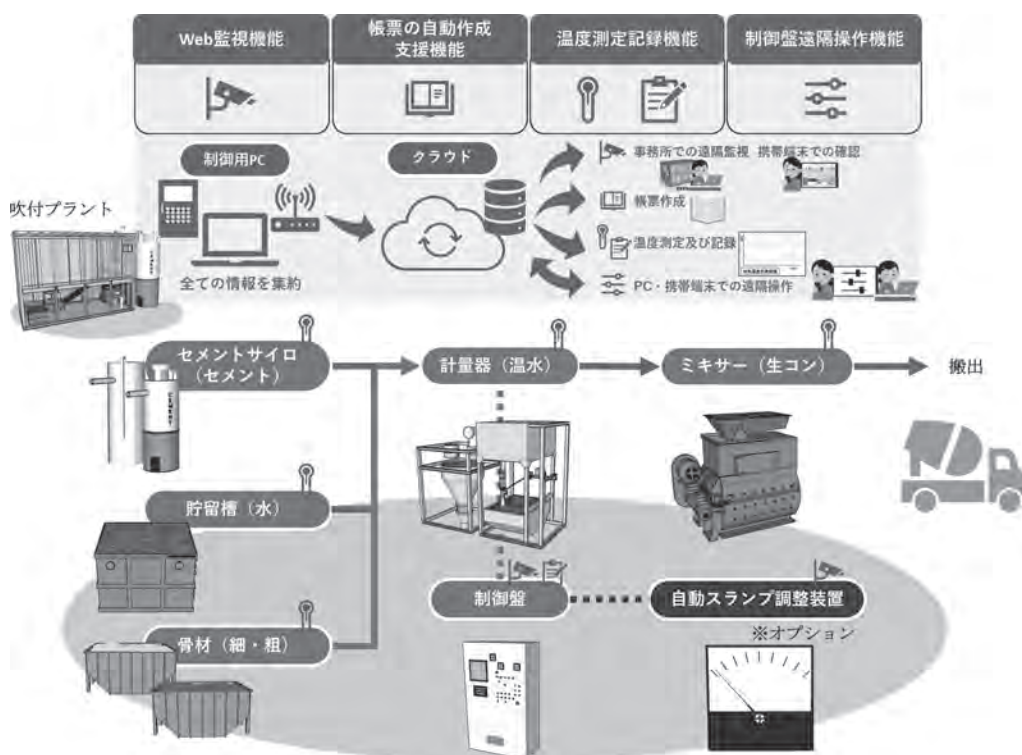 Web監視機能
帳票の自動作成
支援機能
温度測定記録機能
制御盤遠隔操作機能
制御用PC
クラウド
事務所での遠隔監視
携帯端末での確認
吹付プラント
帳票作成
温度測定及び記録
全ての情報を集約
PC・携帯端末での遠隔操作
セメントサイロ
(セメント)
計量器(温水)
ミキサー(生コン)
搬出
CEMENT
貯留槽(水)
制御盤
自動スランプ調整装置
※オプション
骨材(細・粗)